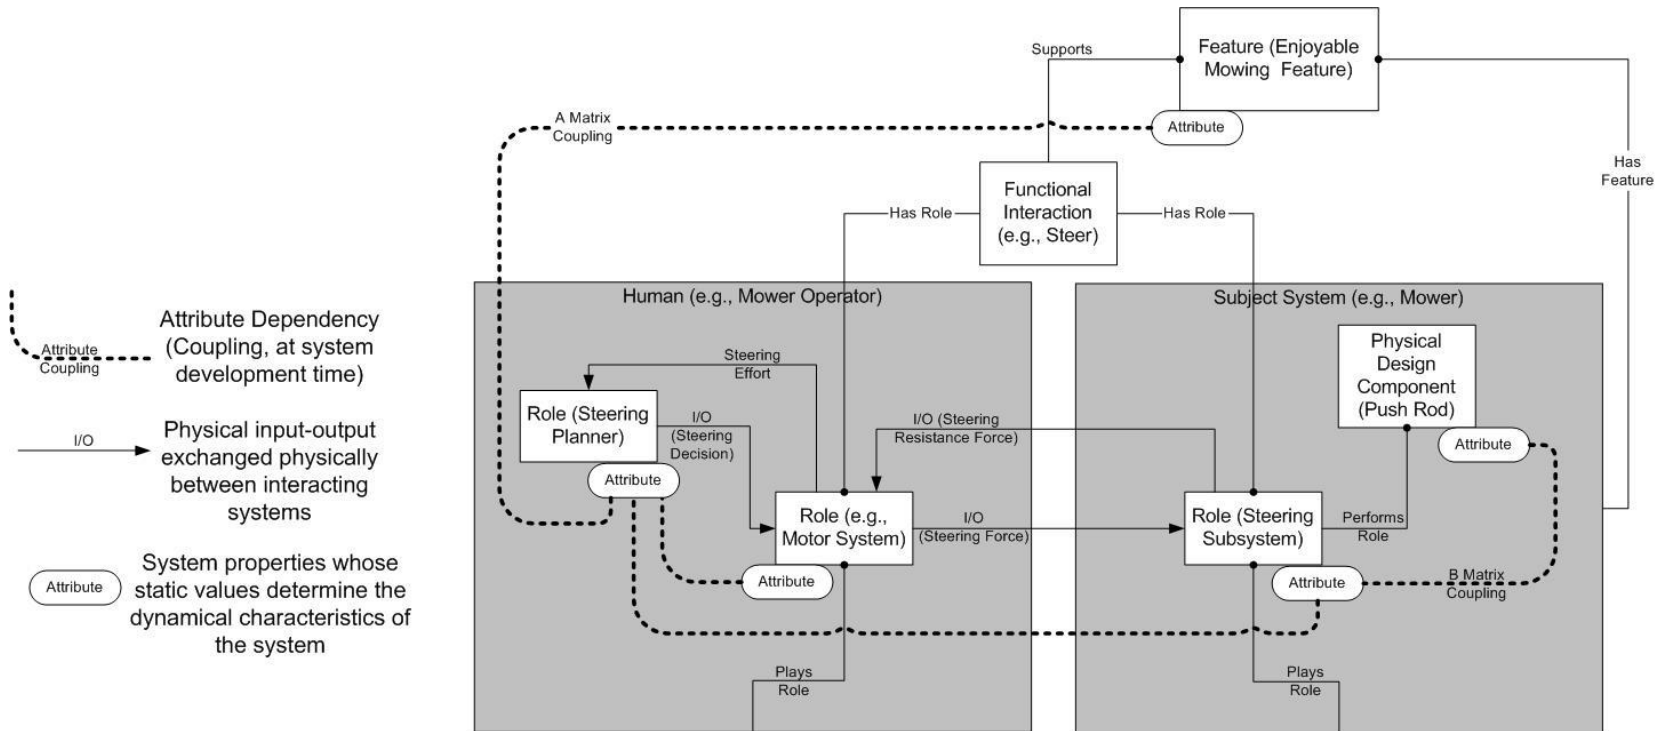 Feature (Enjoyable
Mowing Feature)
Supports
Attribute
A Matrix
Coupling
Has
Feature
Functional
Interaction
(e.g., Steer)
Has Role
Has Role
Human (e.g., Mower Operator)
Subject System (e.g., Mower)
Attribute
Coupling
Attribute Dependency
(Coupling, at system
development time)
I/O
Physical input-output
exchanged physically
between interacting
systems
Attribute
System properties whose
static values determine the
dynamical characteristics of
the system
Steering
Effort
Role (Steering
Planner)
I/O
(Steering
Decision)
Attribute
Role (e.g.,
Motor System)
Attribute
I/O (Steering
Resistance Force)
I/O
(Steering Force)
Plays
Role
Physical
Design
Component
(Push Rod)
Attribute
Role (Steering
Subsystem)
Performs
Role
Attribute
B Matrix
Coupling
Plays
Role